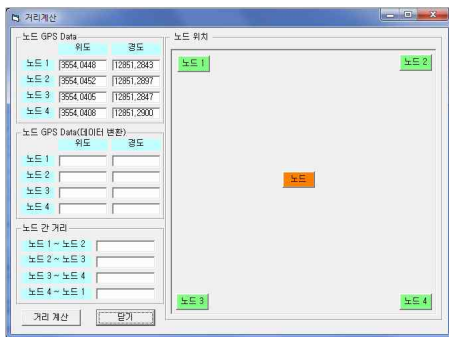 거리계산
노드 GPS Data
위도 경도
노드 1 3554,0448 12851,2843
노드 2 3554,0452 12851,2897
노드 3 3554,0405 12851,2847
노드 4 3554,0408 12851,2900
노드 GPS Data(데이터 변환)
위도 경도
노드 1
노드 2
노드 3
노드 4
노드 간 거리
노드 1 ~ 노드 2
노드 2 ~ 노드 3
노드 3 ~ 노드 4
노드 4 ~ 노드 1
거리 계산 닫기
노드 위치
노드 1 노드 2
노드
노드 3 노드 4